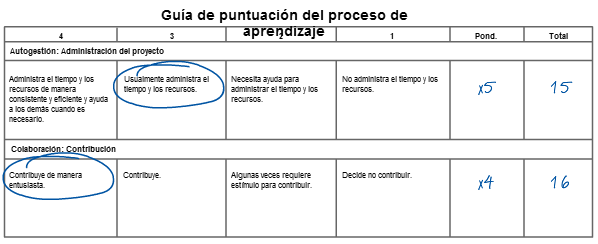 Guía de puntuación del proceso de
aprendizaje
4 3 2 1 Pond. Total
Autogestión: Administración del proyecto
Administra el tiempo y los
recursos de manera
consistente y eficiente y ayuda
a los demás cuando es
necesario.
Usualmente administra el
tiempo y los recursos.
Necesita ayuda para
administrar el tiempo y los
recursos.
No administra el tiempo y los
recursos.
x5
15
Colaboración: Contribución
Contribuye de manera
entusiasta.
Contribuye.
Algunas veces requiere
estímulo para contribuir.
Decide no contribuir.
x4
16